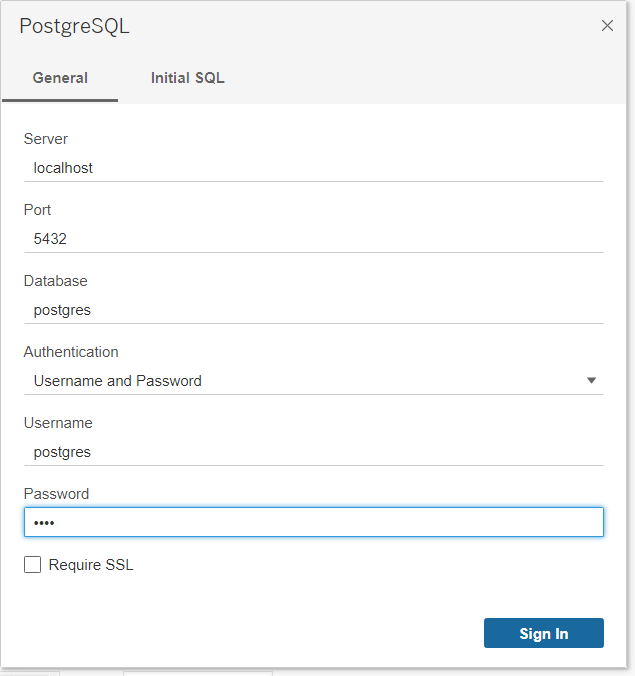 PostgreSQL
General Initial SQL
Server
localhost
Port
5432
Database
postgres
Authentication
Username and Password
Username
postgres
Password
••••
Require SSL
Sign In